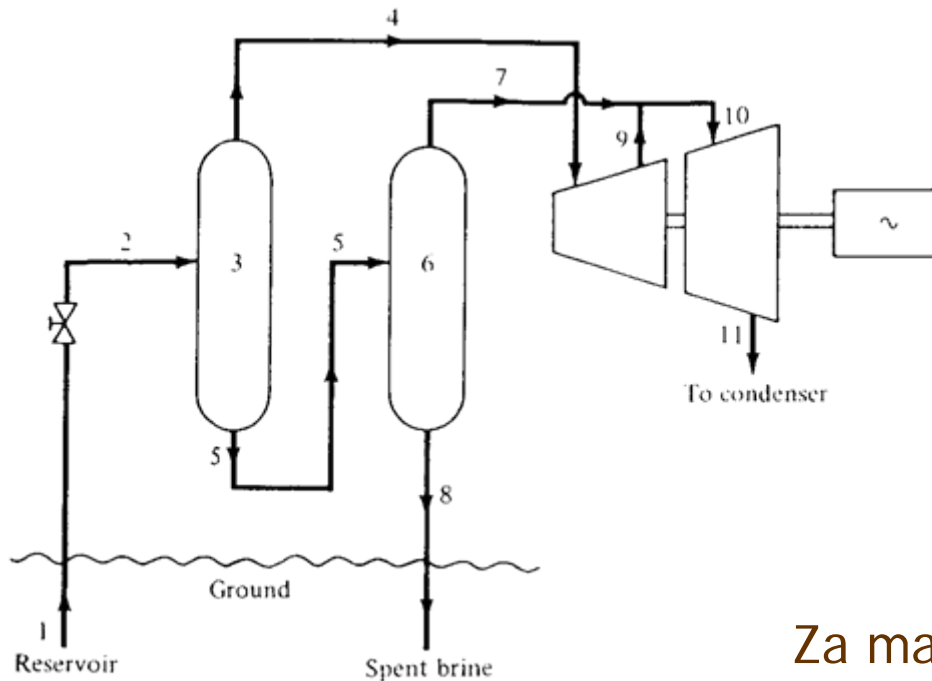 4
7
10
9
2
5
3
6
~
11
To condenser
5
8
Ground
1
Reservoir
Spent brine
Za ma